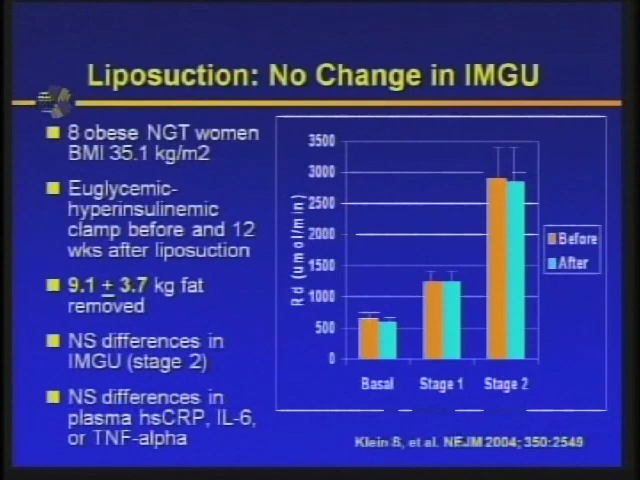 Liposuction: No Change in IMGU
8 obese NGT women
BMI 35.1 kg/m2
Euglycemic-
hyperinsulinemic
clamp before and 12
wks after liposuction
9.1 + 3.7 kg fat
removed
NS differences in
IMGU (stage 2)
NS differences in
plasma hsCRP, IL-6,
or TNF-alpha
Rd (umol/min)
3500
3000
2500
2000
1500
1000
500
0
Basal Stage 1 Stage 2
Before
After
Klein S, et al. NEJM 2004; 350:2549